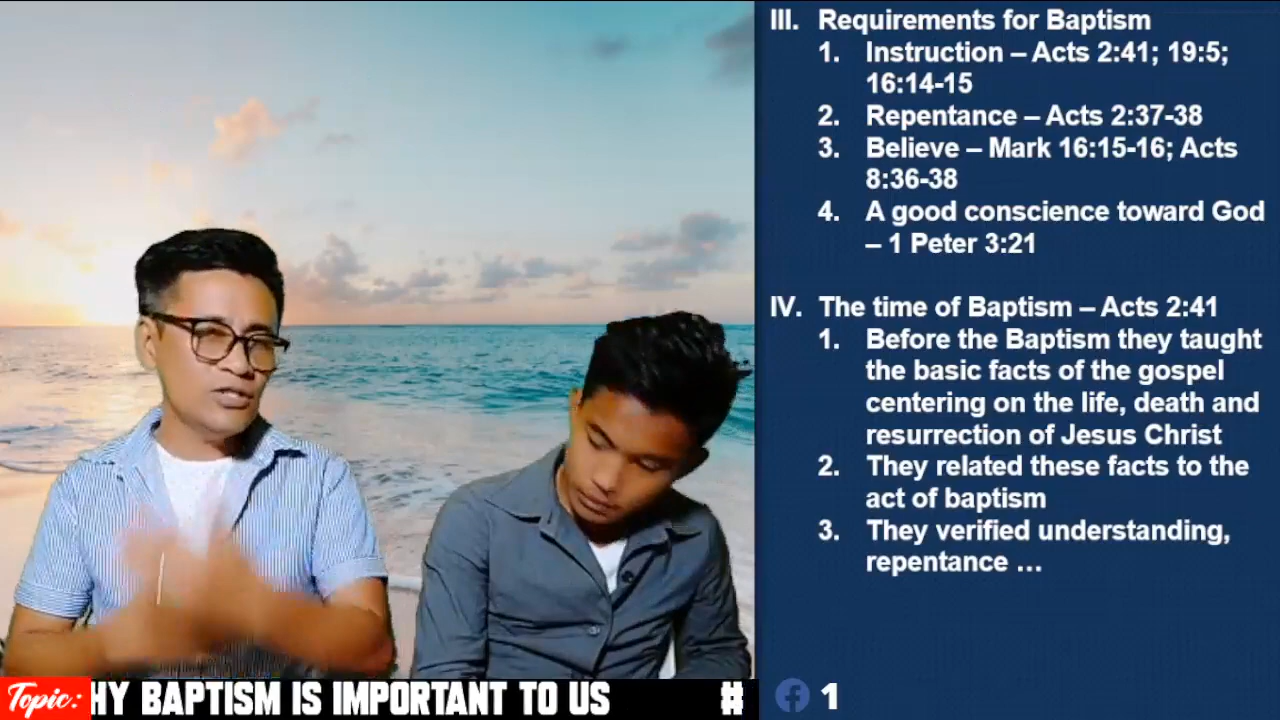 III. Requirements for Baptism
1. Instruction – Acts 2:41; 19:5;
16:14-15
2. Repentance – Acts 2:37-38
3. Believe – Mark 16:15-16; Acts
8:36-38
4. A good conscience toward God
– 1 Peter 3:21
IV. The time of Baptism – Acts 2:41
1. Before the Baptism they taught
the basic facts of the gospel
centering on the life, death and
resurrection of Jesus Christ
2. They related these facts to the
act of baptism
3. They verified understanding,
repentance …
Topic: HY BAPTISM IS IMPORTANT TO US #
1